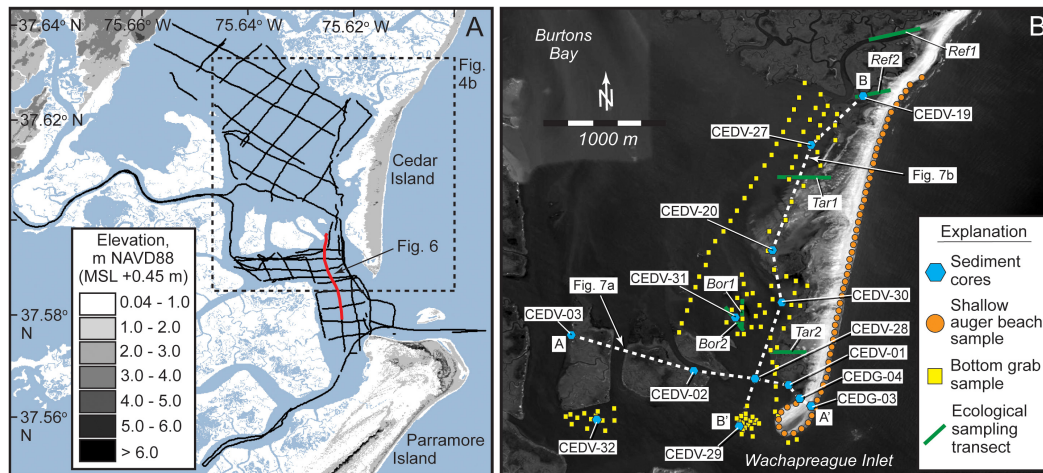 37.64° N
75.66° W
75.64°
75.62°
A
Fig.
4b
37.62°
N
Cedar
Island
Fig. 6
Elevation,
m NAVD88
(MSL +0.45 m)
0.04 - 1.0
1.0 - 2.0
2.0 - 3.0
3.0 - 4.0
4.0 - 5.0
5.0 - 6.0
> 6.0
37.58°
N
37.56°
N
Parramore
Island
B
Burtons
Bay
N
1000 m
Ref1
Ref2
B
CEDV-19
CEDV-27
Fig. 7b
Tar1
CEDV-20
CEDV-31
Bor1
CEDV-30
Fig. 7a
CEDV-03
Bor2
Tar2
CEDV-28
A
CEDV-01
CEDV-02
CEDG-04
CEDG-03
B'
A'
CEDV-32
CEDV-29
Wachapreague Inlet
Explanation
Sediment
cores
Shallow
auger beach
sample
Bottom grab
sample
Ecological
sampling
transect